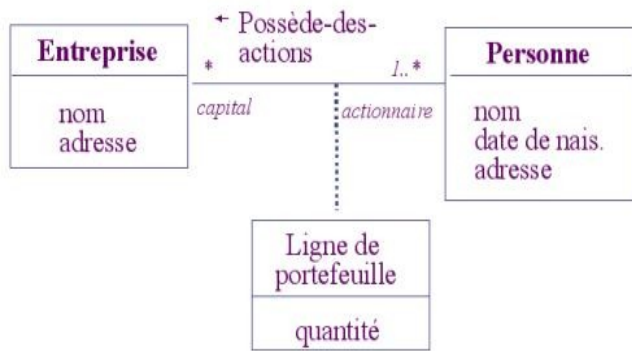 ← Possède-des-
actions
Entreprise
nom
adresse
*
capital
1..*
actionnaire
Personne
nom
date de nais.
adresse
Ligne de
portefeuille
quantité